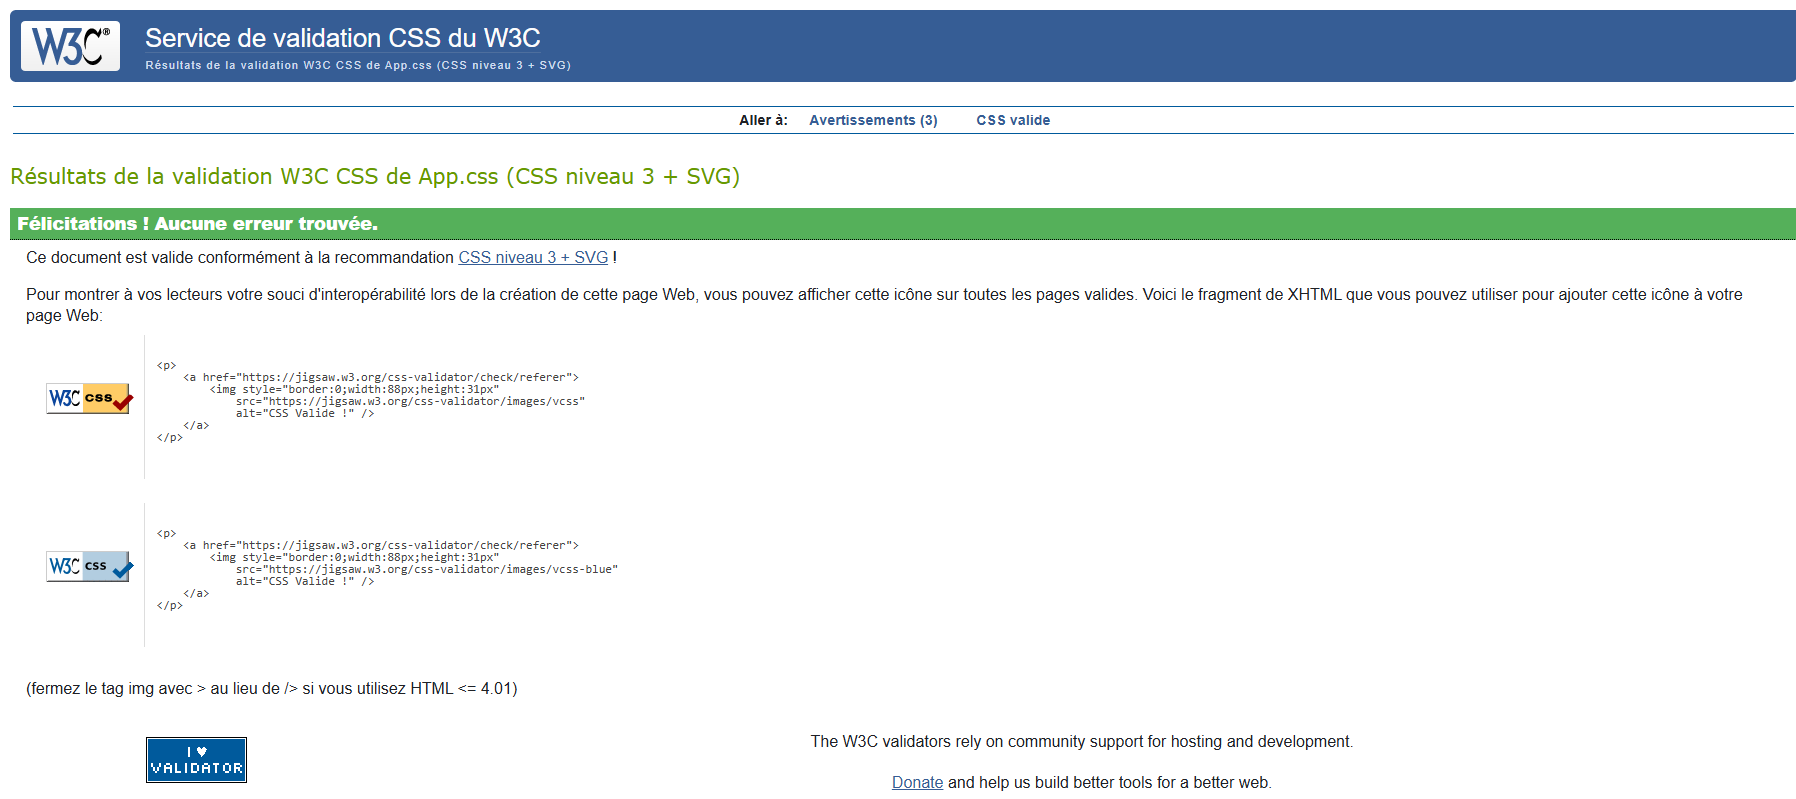 W3C®
Service de validation CSS du W3C
Résultats de la validation W3C CSS de App.css (CSS niveau 3 + SVG)
Aller à: Avertissements (3) CSS valide
Résultats de la validation W3C CSS de App.css (CSS niveau 3 + SVG)
Félicitations ! Aucune erreur trouvée.
Ce document est valide conformément à la recommandation CSS niveau 3 + SVG !
Pour montrer à vos lecteurs votre souci d'interopérabilité lors de la création de cette page Web, vous pouvez afficher cette icône sur toutes les pages valides. Voici le fragment de XHTML que vous pouvez utiliser pour ajouter cette icône à votre
page Web:
W3C css
<p>
<a href="https://jigsaw.w3.org/css-validator/check/referer">
<img style="border:0;width:88px;height:31px"
src="https://jigsaw.w3.org/css-validator/images/vcss"
alt="CSS Valide !" />
</a>
</p>
W3C css
<p>
<a href="https://jigsaw.w3.org/css-validator/check/referer">
<img style="border:0;width:88px;height:31px"
src="https://jigsaw.w3.org/css-validator/images/vcss-blue"
alt="CSS Valide !" />
</a>
</p>
(fermez le tag img avec > au lieu de /> si vous utilisez HTML <= 4.01)
I ♥
VALIDATOR
The W3C validators rely on community support for hosting and development.
Donate and help us build better tools for a better web.